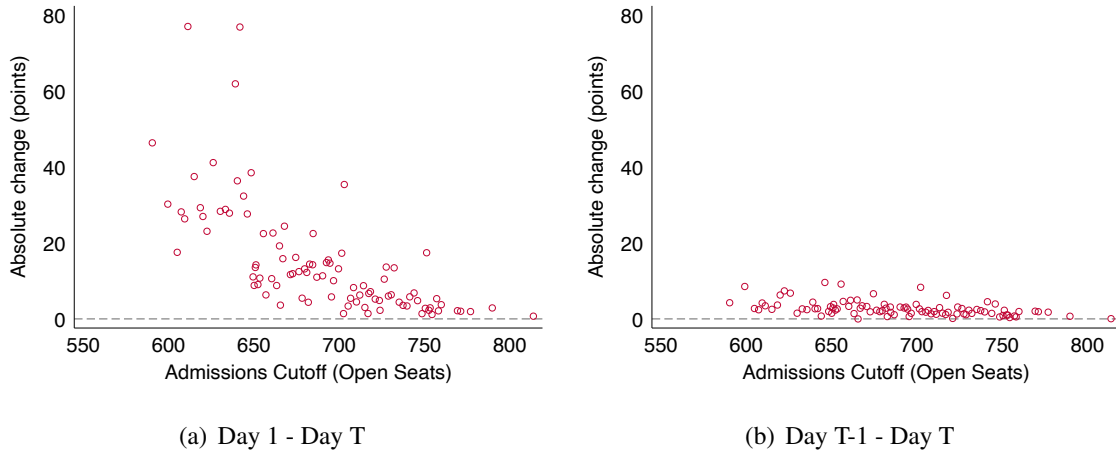 80
60
40
20
0
Absolute change (points)
550 600 650 700 750 800
Admissions Cutoff (Open Seats)
(a) Day 1 - Day T
80
60
40
20
0
Absolute change (points)
550 600 650 700 750 800
Admissions Cutoff (Open Seats)
(b) Day T-1 - Day T